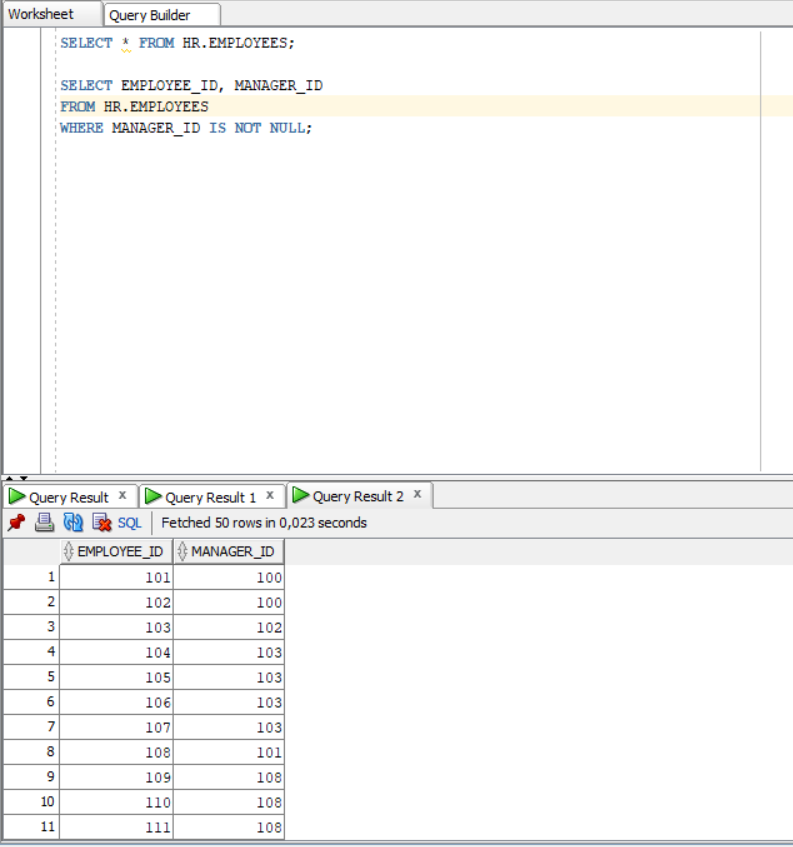 Worksheet Query Builder
SELECT * FROM HR.EMPLOYEES;
SELECT EMPLOYEE_ID, MANAGER_ID
FROM HR.EMPLOYEES
WHERE MANAGER_ID IS NOT NULL;
Query Result x Query Result 1 x Query Result 2 x
SQL Fetched 50 rows in 0,023 seconds
EMPLOYEE_ID MANAGER_ID
1 101 100
2 102 100
3 103 102
4 104 103
5 105 103
6 106 103
7 107 103
8 108 101
9 109 108
10 110 108
11 111 108